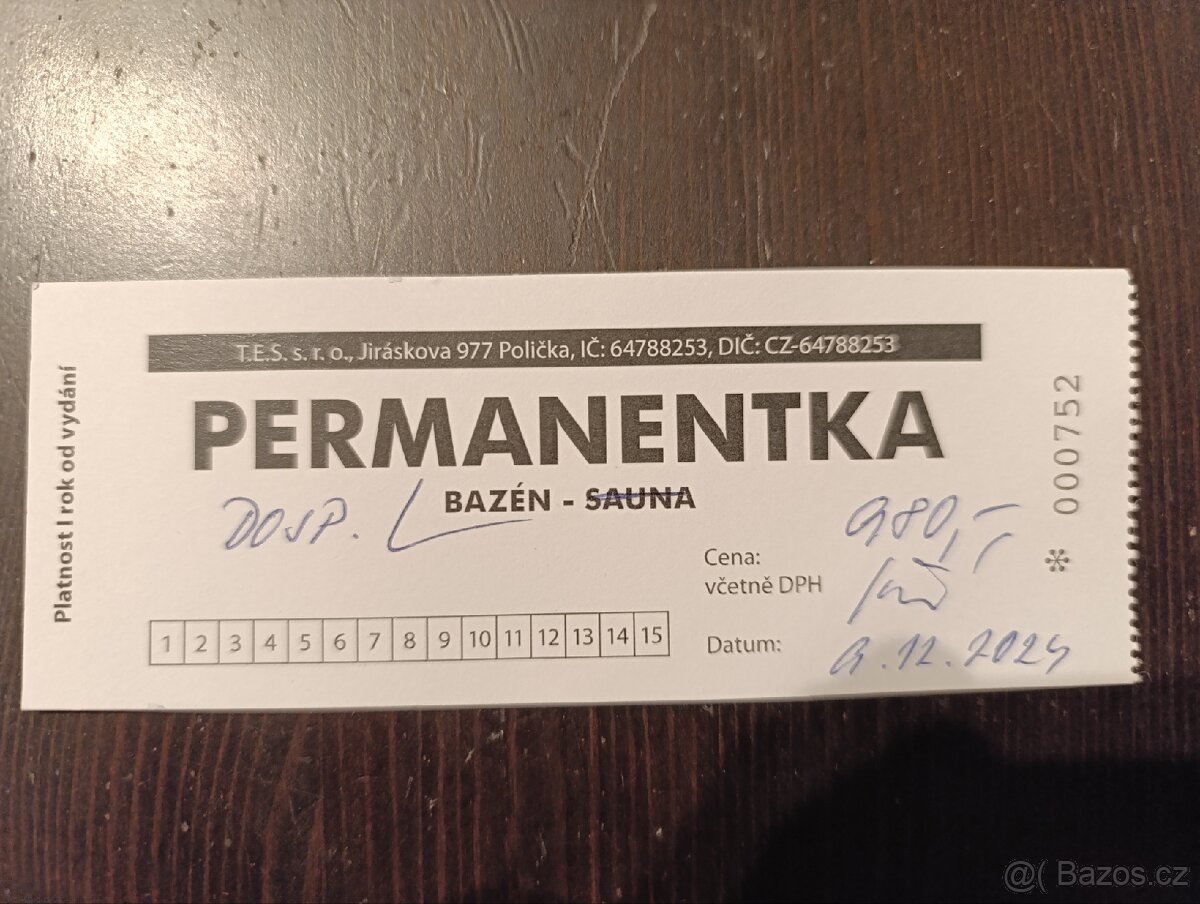 T.E.S. s. r. o., Jiráskova 977 Polička, IČ: 64788253, DIČ: CZ-64788253
PERMANENTKA
BAZÉN - SAUNA
DOSP.
Cena: 980,-
včetně DPH
1 2 3 4 5 6 7 8 9 10 11 12 13 14 15
Datum: 9.12.2024
Platnost 1 rok od vydání
* 000752
@( Bazos.cz